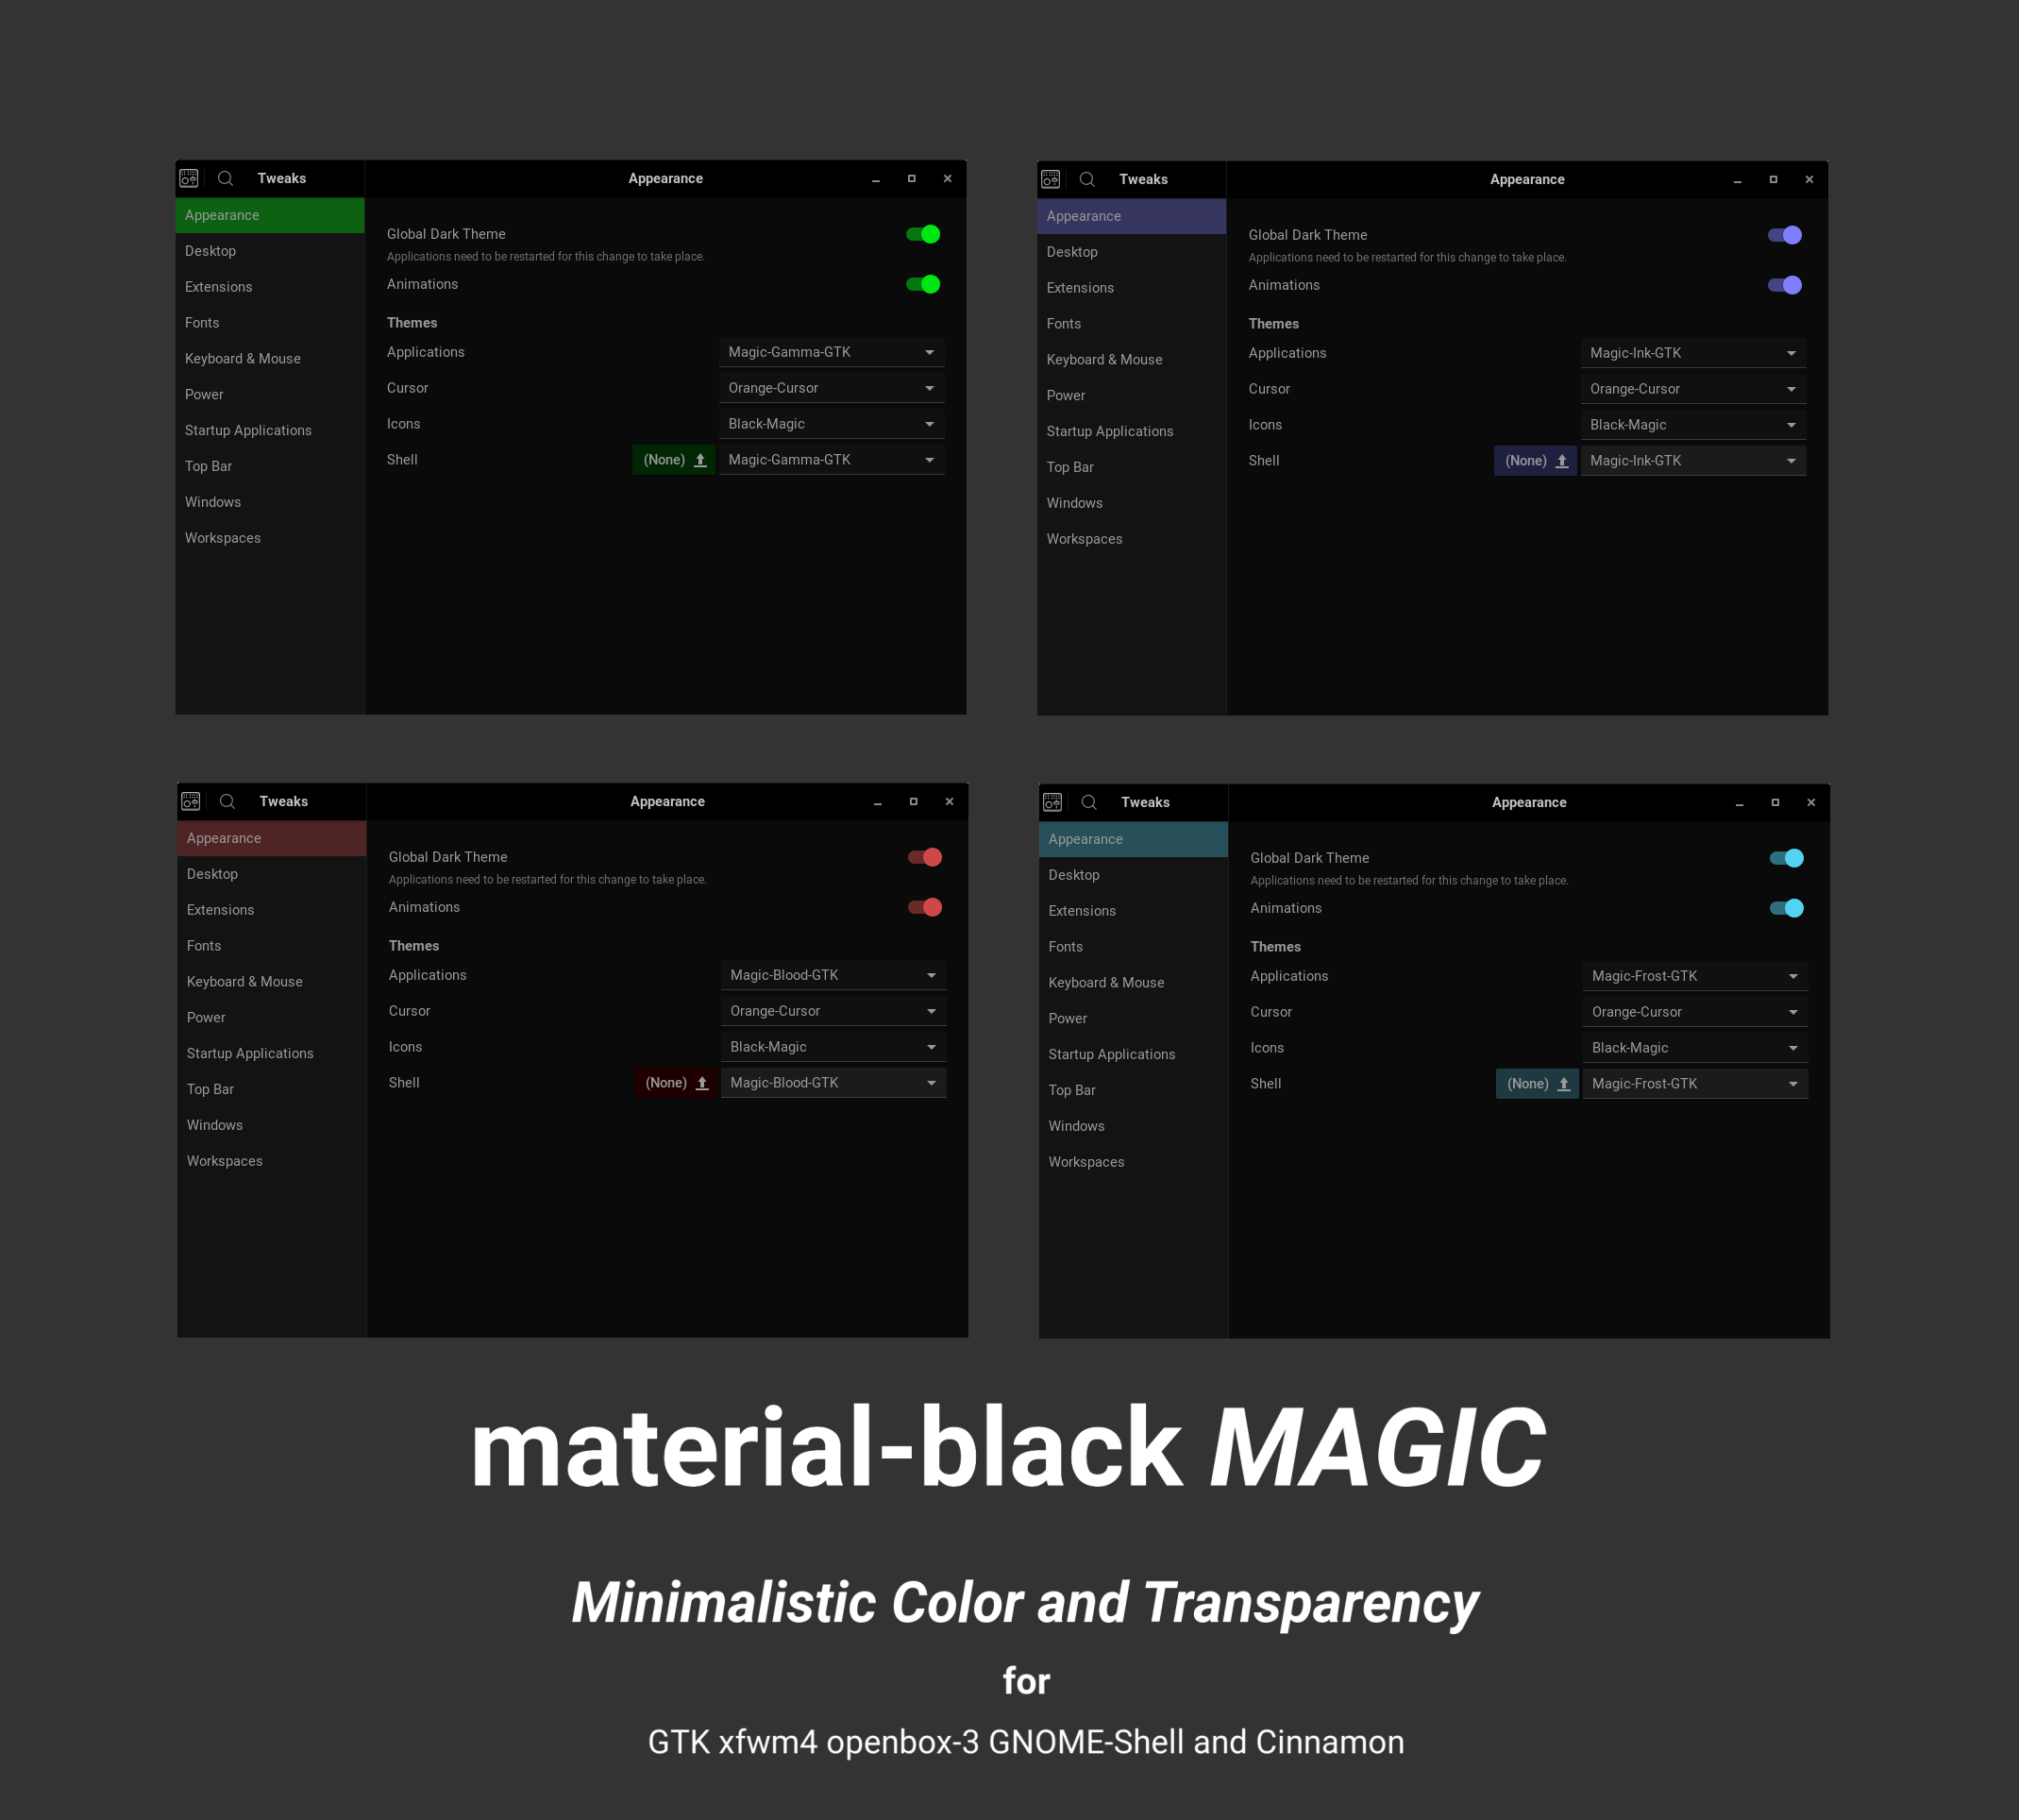 Tweaks Appearance
Appearance
Desktop
Extensions
Fonts
Keyboard & Mouse
Power
Startup Applications
Top Bar
Windows
Workspaces
Global Dark Theme
Applications need to be restarted for this change to take place.
Animations
Themes
Applications Magic-Gamma-GTK
Cursor Orange-Cursor
Icons Black-Magic
Shell (None) Magic-Gamma-GTK
Tweaks Appearance
Appearance
Desktop
Extensions
Fonts
Keyboard & Mouse
Power
Startup Applications
Top Bar
Windows
Workspaces
Global Dark Theme
Applications need to be restarted for this change to take place.
Animations
Themes
Applications Magic-Ink-GTK
Cursor Orange-Cursor
Icons Black-Magic
Shell (None) Magic-Ink-GTK
Tweaks Appearance
Appearance
Desktop
Extensions
Fonts
Keyboard & Mouse
Power
Startup Applications
Top Bar
Windows
Workspaces
Global Dark Theme
Applications need to be restarted for this change to take place.
Animations
Themes
Applications Magic-Blood-GTK
Cursor Orange-Cursor
Icons Black-Magic
Shell (None) Magic-Blood-GTK
Tweaks Appearance
Appearance
Desktop
Extensions
Fonts
Keyboard & Mouse
Power
Startup Applications
Top Bar
Windows
Workspaces
Global Dark Theme
Applications need to be restarted for this change to take place.
Animations
Themes
Applications Magic-Frost-GTK
Cursor Orange-Cursor
Icons Black-Magic
Shell (None) Magic-Frost-GTK
material-black MAGIC
Minimalistic Color and Transparency
for
GTK xfwm4 openbox-3 GNOME-Shell and Cinnamon